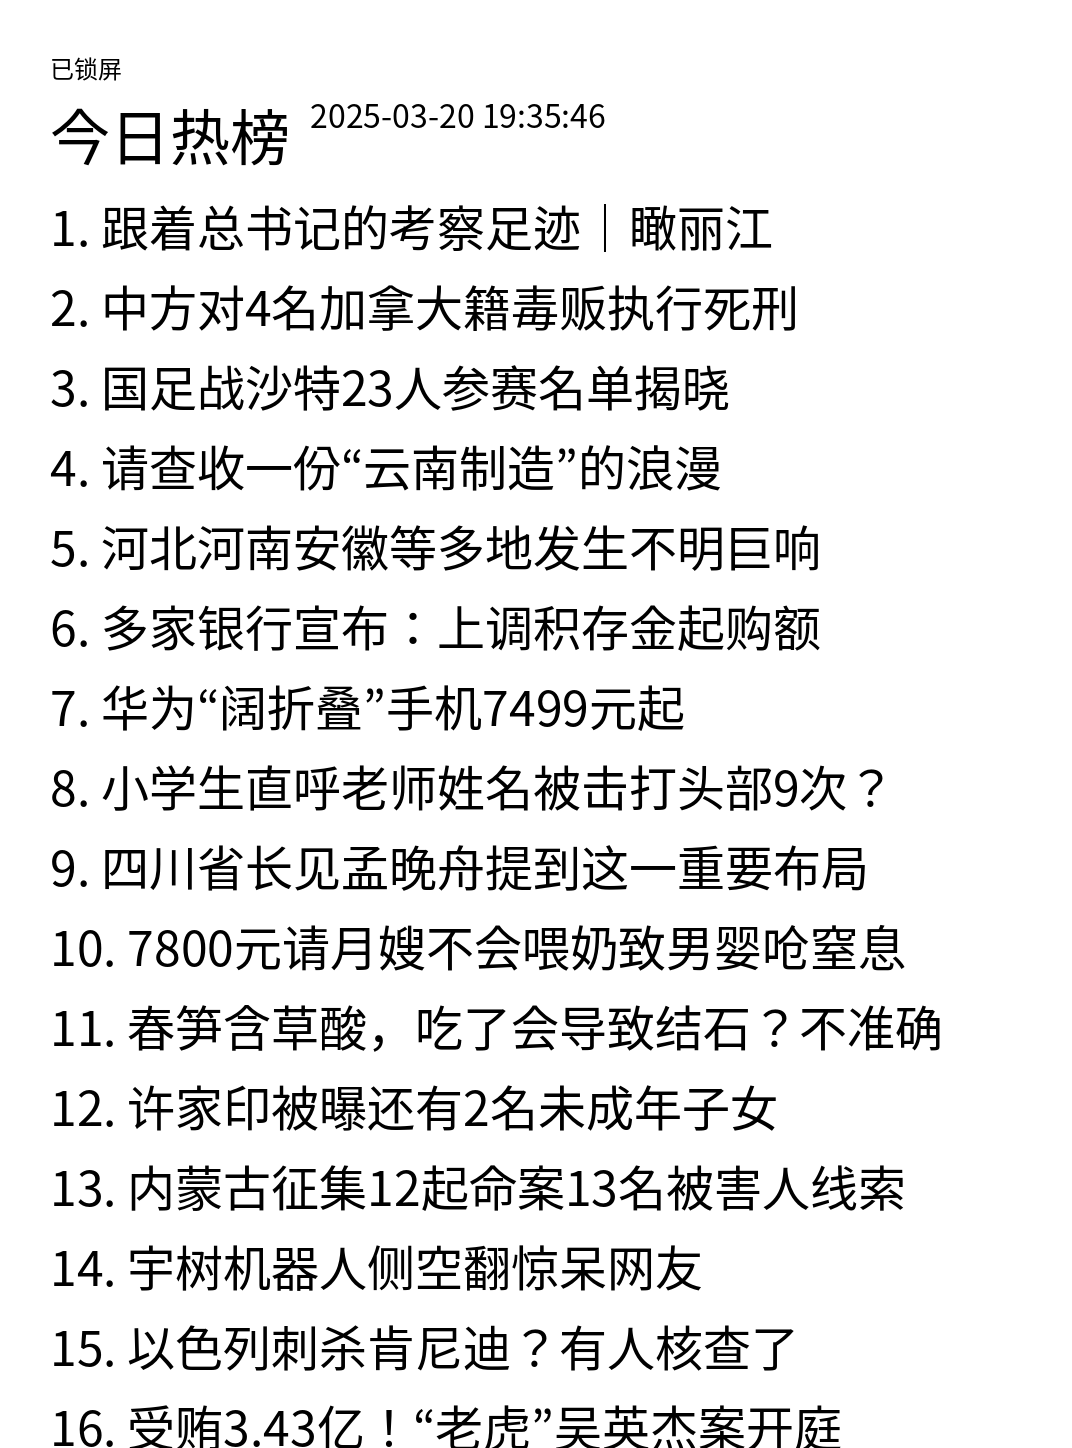 已锁屏
今日热榜 2025-03-20 19:35:46
1. 跟着总书记的考察足迹｜瞰丽江
2. 中方对4名加拿大籍毒贩执行死刑
3. 国足战沙特23人参赛名单揭晓
4. 请查收一份“云南制造”的浪漫
5. 河北河南安徽等多地发生不明巨响
6. 多家银行宣布：上调积存金起购额
7. 华为“阔折叠”手机7499元起
8. 小学生直呼老师姓名被击打头部9次？
9. 四川省长见孟晚舟提到这一重要布局
10. 7800元请月嫂不会喂奶致男婴呛窒息
11. 春笋含草酸，吃了会导致结石？不准确
12. 许家印被曝还有2名未成年子女
13. 内蒙古征集12起命案13名被害人线索
14. 宇树机器人侧空翻惊呆网友
15. 以色列刺杀肯尼迪？有人核查了
16. 受贿3.43亿！“老虎”吴英杰案开庭